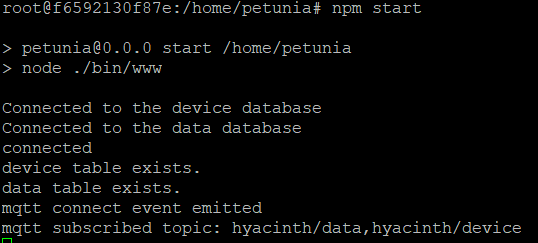 root@f6592130f87e:/home/petunia# npm start
> petunia@0.0.0 start /home/petunia
> node ./bin/www
Connected to the device database
Connected to the data database
connected
device table exists.
data table exists.
mqtt connect event emitted
mqtt subscribed topic: hyacinth/data,hyacinth/device